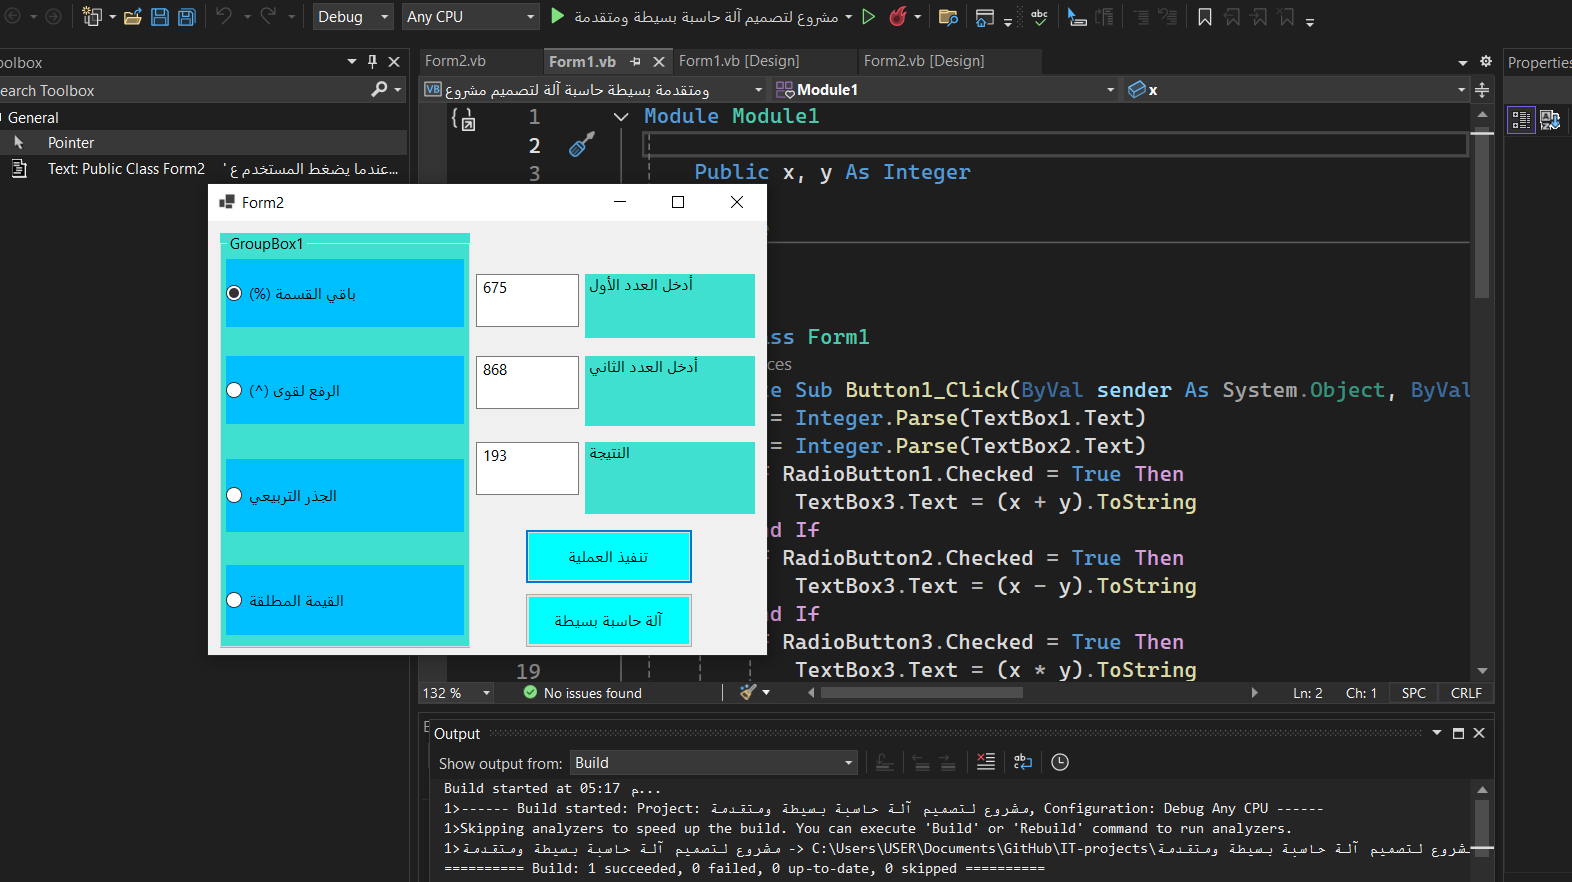 Debug
Any CPU
مشروع لتصميم آلة حاسبة بسيطة ومتقدمة
abc
oolbox
earch Toolbox
General
Pointer
Text: Public Class Form2 ' عندما يضغط المستخدم ع...
Form2.vb
Form1.vb
Form1.vb [Design]
Form2.vb [Design]
Properties
VB ومتقدمة بسيطة حاسبة آلة لتصميم مشروع
Module1
x
1 Module Module1
2
3 Public x, y As Integer
ss Form1
ces
e Sub Button1_Click(ByVal sender As System.Object, ByVal
= Integer.Parse(TextBox1.Text)
= Integer.Parse(TextBox2.Text)
RadioButton1.Checked = True Then
TextBox3.Text = (x + y).ToString
nd If
RadioButton2.Checked = True Then
TextBox3.Text = (x - y).ToString
nd If
RadioButton3.Checked = True Then
19 TextBox3.Text = (x * y).ToString
Form2
GroupBox1
باقي القسمة (%)
الرفع لقوى (^)
الجذر التربيعي
القيمة المطلقة
675
أدخل العدد الأول
868
أدخل العدد الثاني
193
النتيجة
تنفيذ العملية
آلة حاسبة بسيطة
132 %
No issues found
Ln: 2
Ch: 1
SPC
CRLF
Output
Show output from:
Build
Build started at 05:17 م...
1>------ Build started: Project: مشروع لتصميم آلة حاسبة بسيطة ومتقدمة, Configuration: Debug Any CPU ------
1>Skipping analyzers to speed up the build. You can execute 'Build' or 'Rebuild' command to run analyzers.
1>مشروع لتصميم آلة حاسبة بسيطة ومتقدمة -> C:\Users\USER\Documents\GitHub\IT-projects\شروع لتصميم آلة حاسبة بسيطة ومتقدمة
========== Build: 1 succeeded, 0 failed, 0 up-to-date, 0 skipped ==========